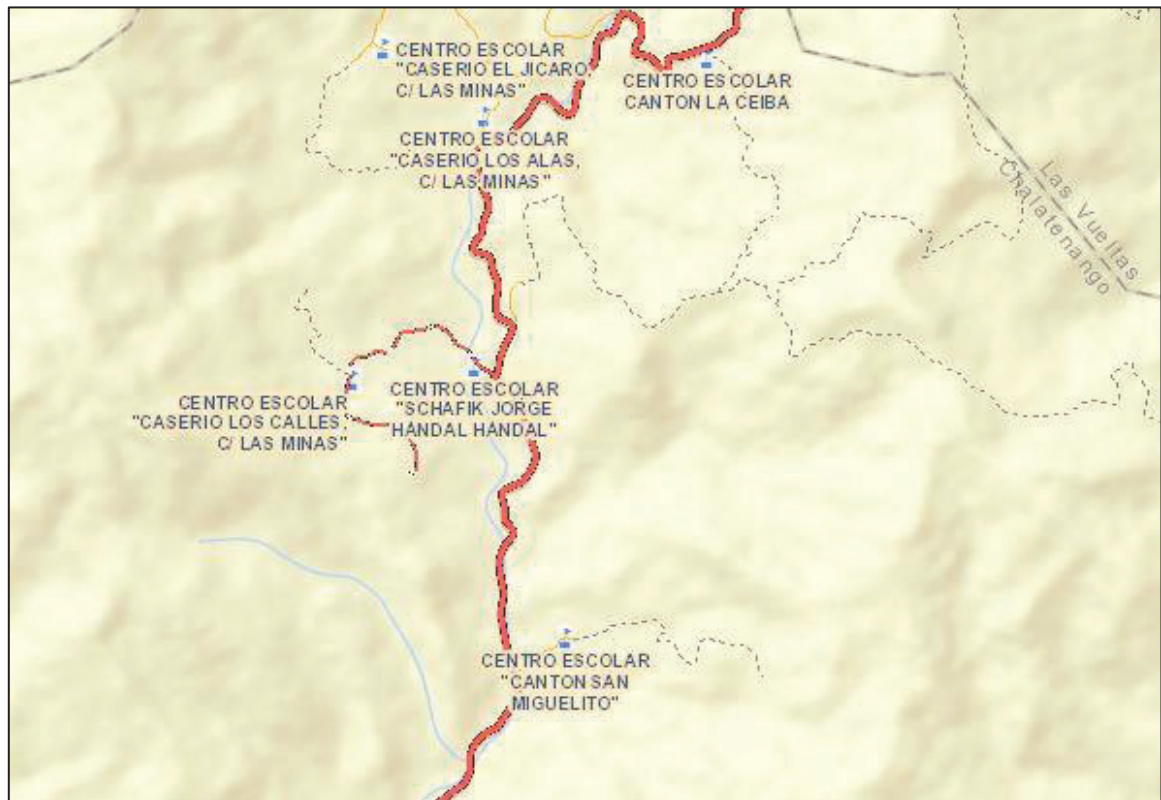 CENTRO ESCOLAR
"CASERIO EL JICARO,
C/ LAS MINAS"
CENTRO ESCOLAR
CANTON LA CEIBA
CENTRO ESCOLAR
"CASERIO LOS ALAS,
C/ LAS MINAS"
Las Vueltas
Chalatenango
CENTRO ESCOLAR
"CASERIO LOS CALLES,
C/ LAS MINAS"
CENTRO ESCOLAR
"SCHAFIK JORGE
HANDAL HANDAL"
CENTRO ESCOLAR
"CANTON SAN
MIGUELITO"